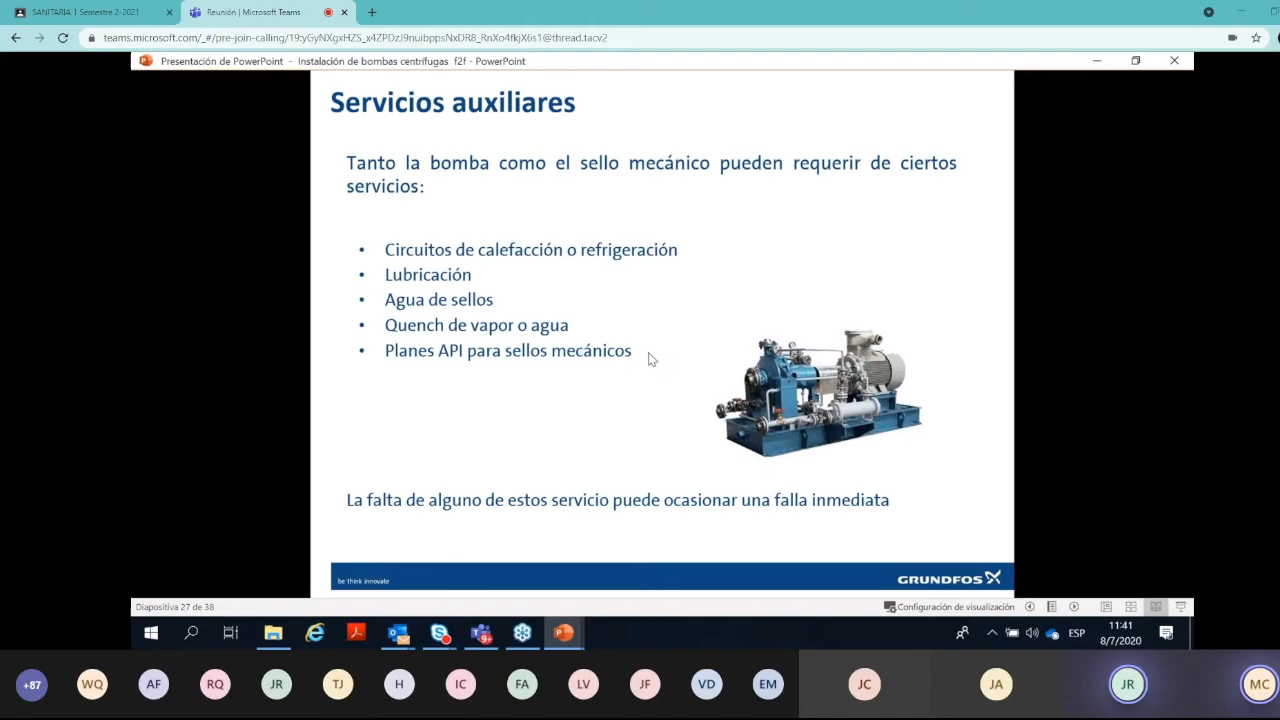 SANITARIA 1 Semestre 2-2021
Reunión | Microsoft Teams
teams.microsoft.com/_#/pre-join-calling/19:yGyNXgxHZS_x4ZPDzJ9nuibppsNxDR8_RnXo4fkjX6s1@thread.tacv2
Presentación de PowerPoint - Instalación de bombas centrífugas f2f - PowerPoint
Servicios auxiliares
Tanto la bomba como el sello mecánico pueden requerir de ciertos
servicios:
• Circuitos de calefacción o refrigeración
• Lubricación
• Agua de sellos
• Quench de vapor o agua
• Planes API para sellos mecánicos
La falta de alguno de estos servicio puede ocasionar una falla inmediata
be think innovate
GRUNDFOS
Diapositiva 27 de 38
Configuración de visualización
9+
ESP
11:41
8/7/2020
+87 WQ AF RQ JR TJ H IC FA LV JF VD EM JC JA JR MC